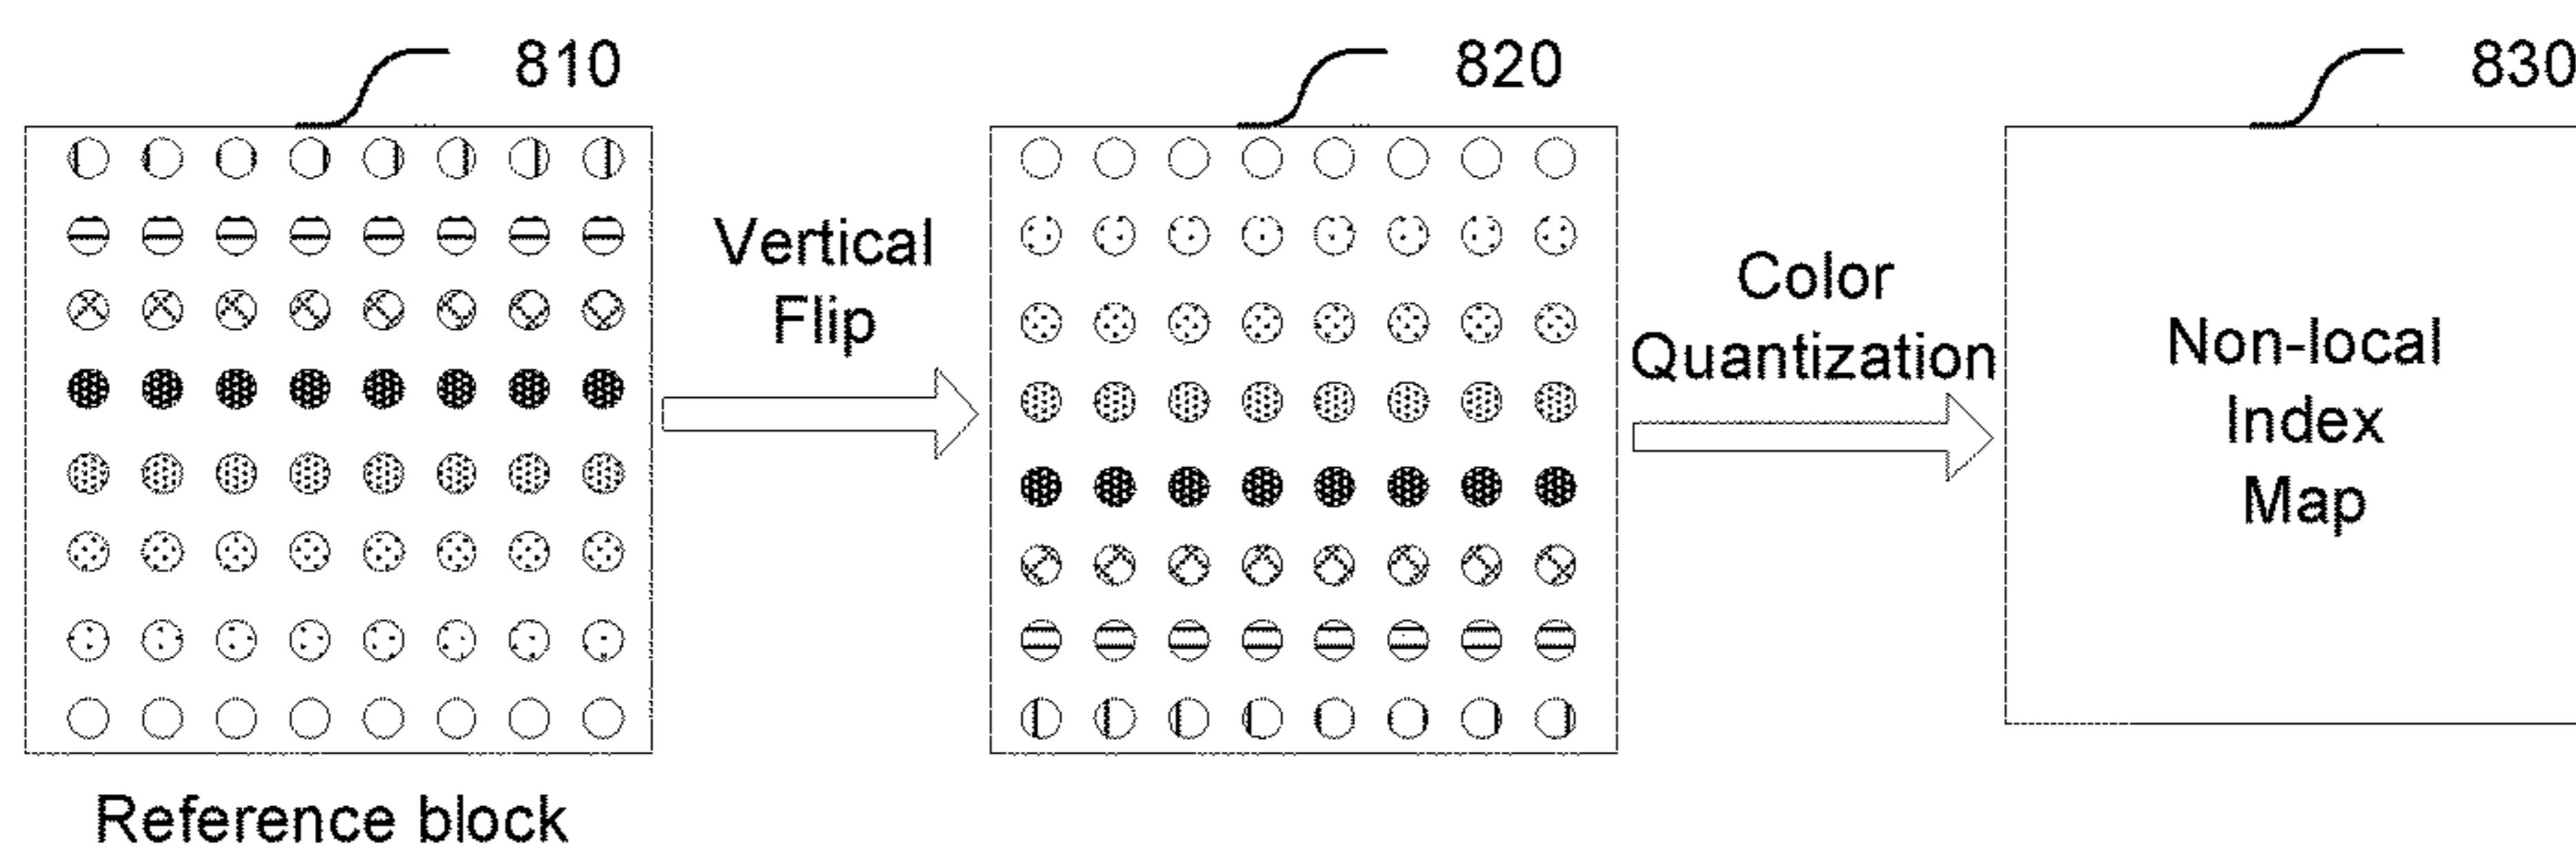 810
820
830
Vertical
Flip
Color
Quantization
Non-local
Index
Map
Reference block